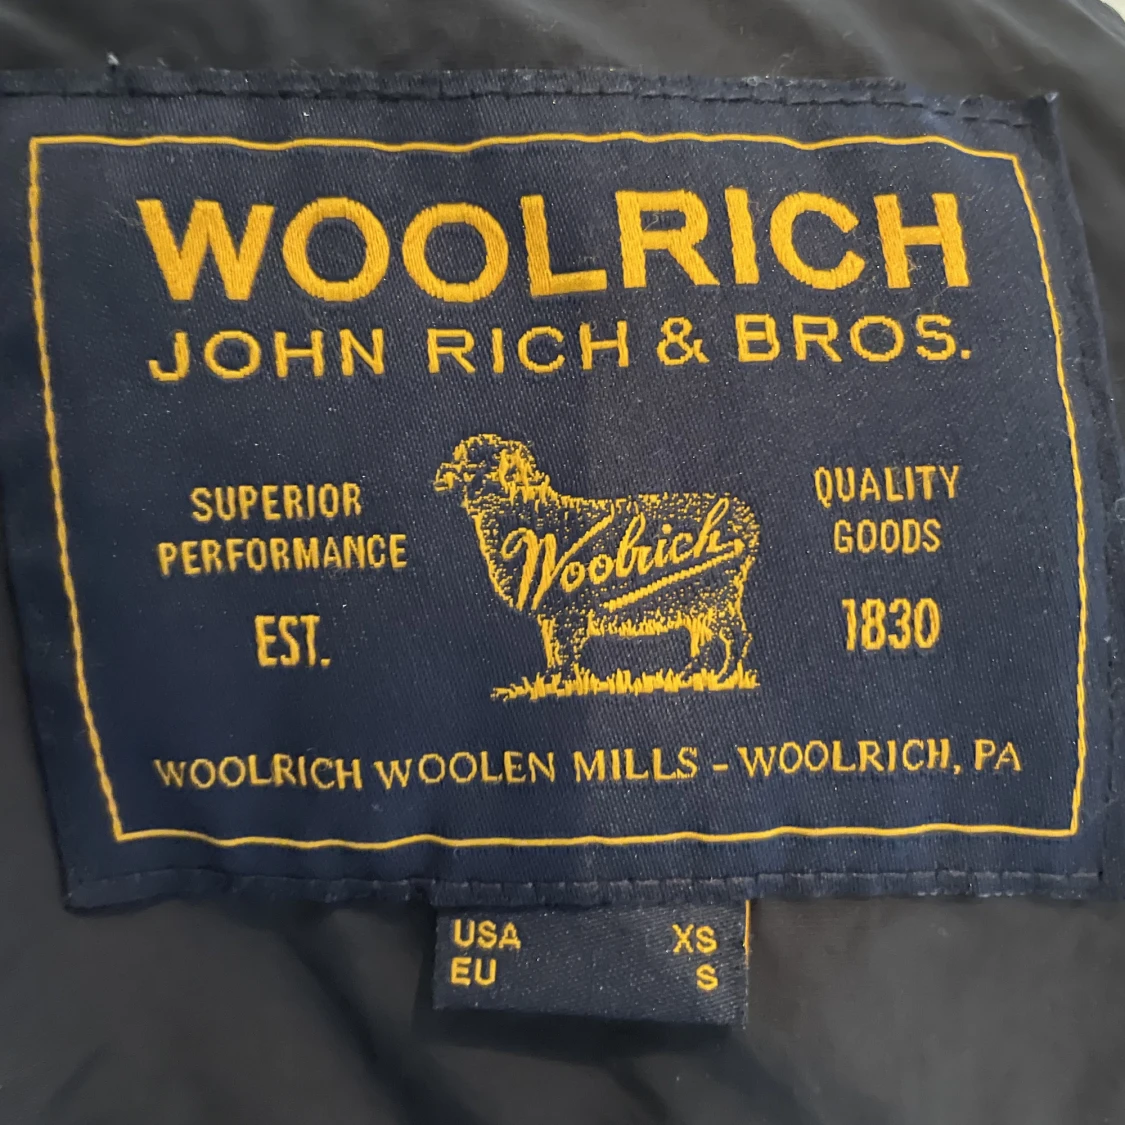 WOOLRICH
JOHN RICH & BROS.
SUPERIOR
PERFORMANCE
EST.
Woolrich
QUALITY
GOODS
1830
WOOLRICH WOOLEN MILLS - WOOLRICH, PA
USA XS
EU S